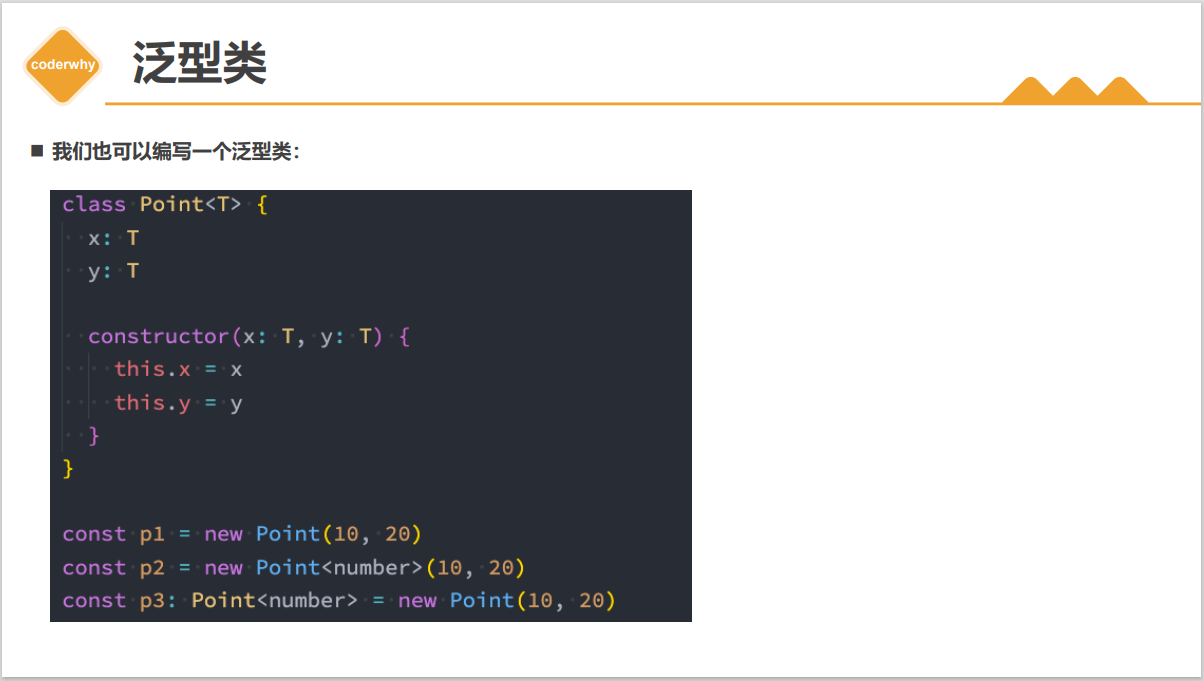 coderwhy
泛型类
我们也可以编写一个泛型类：
class Point<T> {
  x: T
  y: T

  constructor(x: T, y: T) {
    this.x = x
    this.y = y
  }
}

const p1 = new Point(10, 20)
const p2 = new Point<number>(10, 20)
const p3: Point<number> = new Point(10, 20)